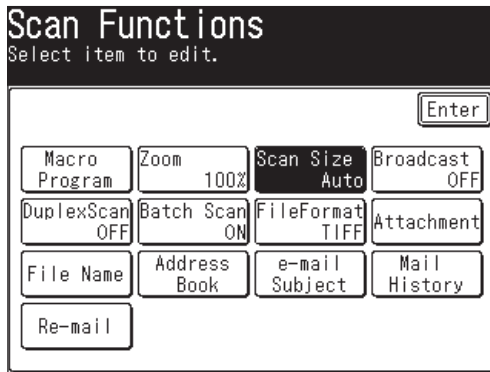 Scan Functions
Select item to edit.
Enter
Macro Program
Zoom 100%
Scan Size Auto
Broadcast OFF
DuplexScan OFF
Batch Scan ON
FileFormat TIFF
Attachment
File Name
Address Book
e-mail Subject
Mail History
Re-mail